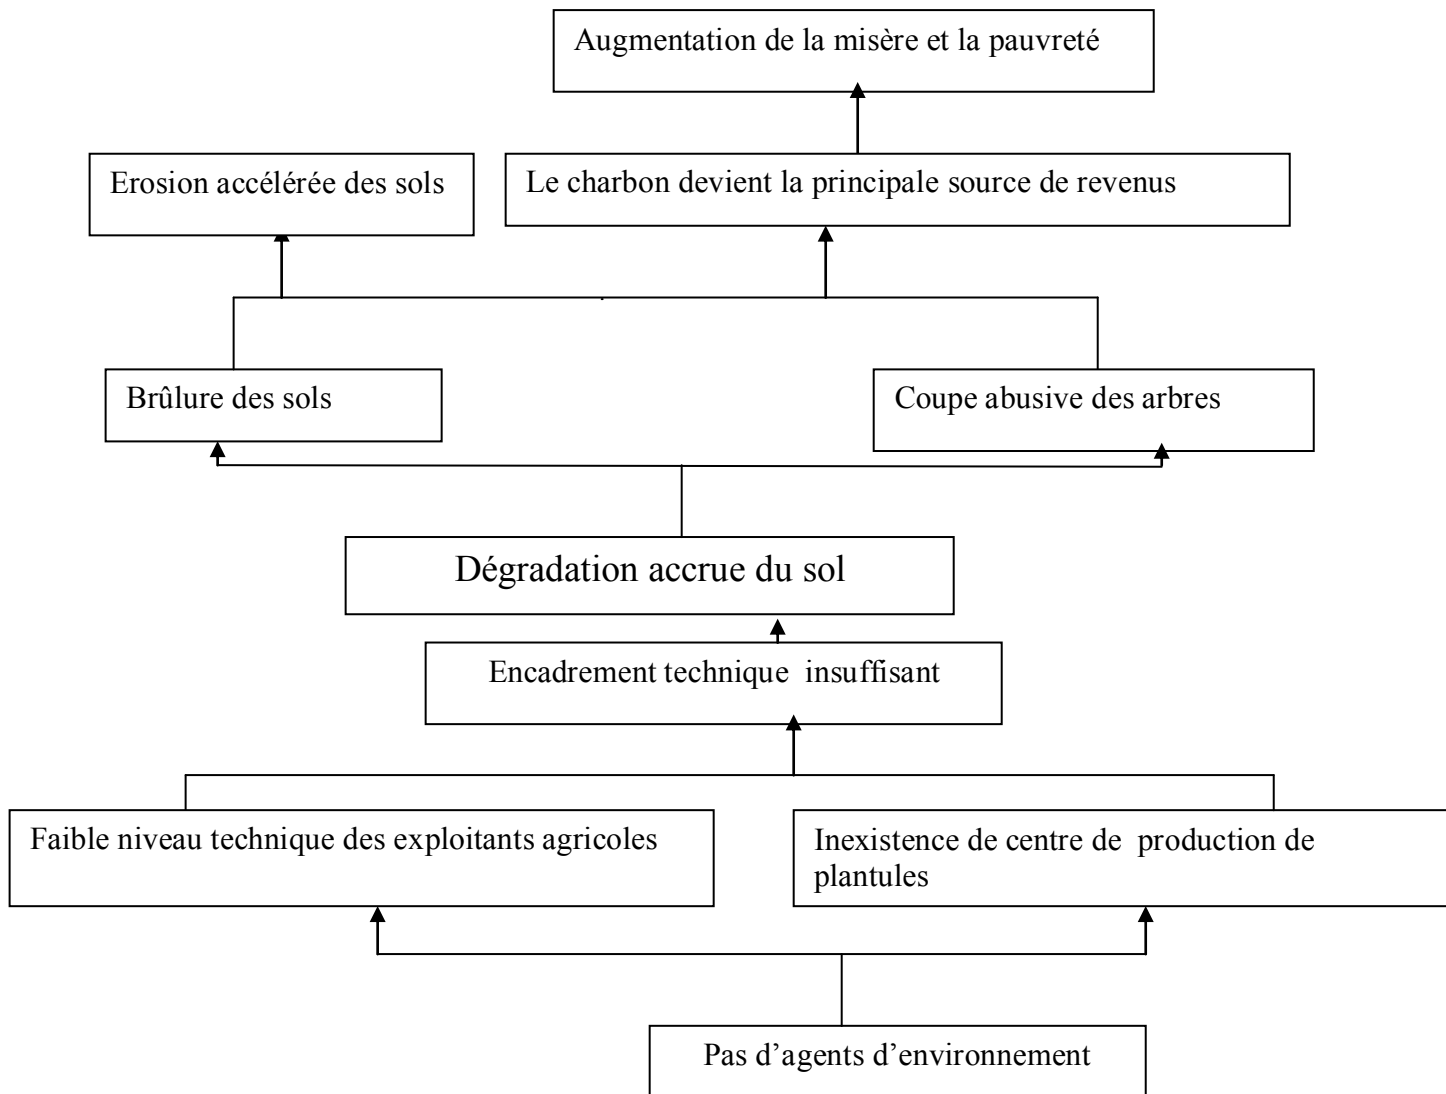 Augmentation de la misère et la pauvreté
Erosion accélérée des sols
Le charbon devient la principale source de revenus
Brûlure des sols
Coupe abusive des arbres
Dégradation accrue du sol
Encadrement technique  insuffisant
Faible niveau technique des exploitants agricoles
Inexistence de centre de  production de
plantules
Pas d’agents d’environnement